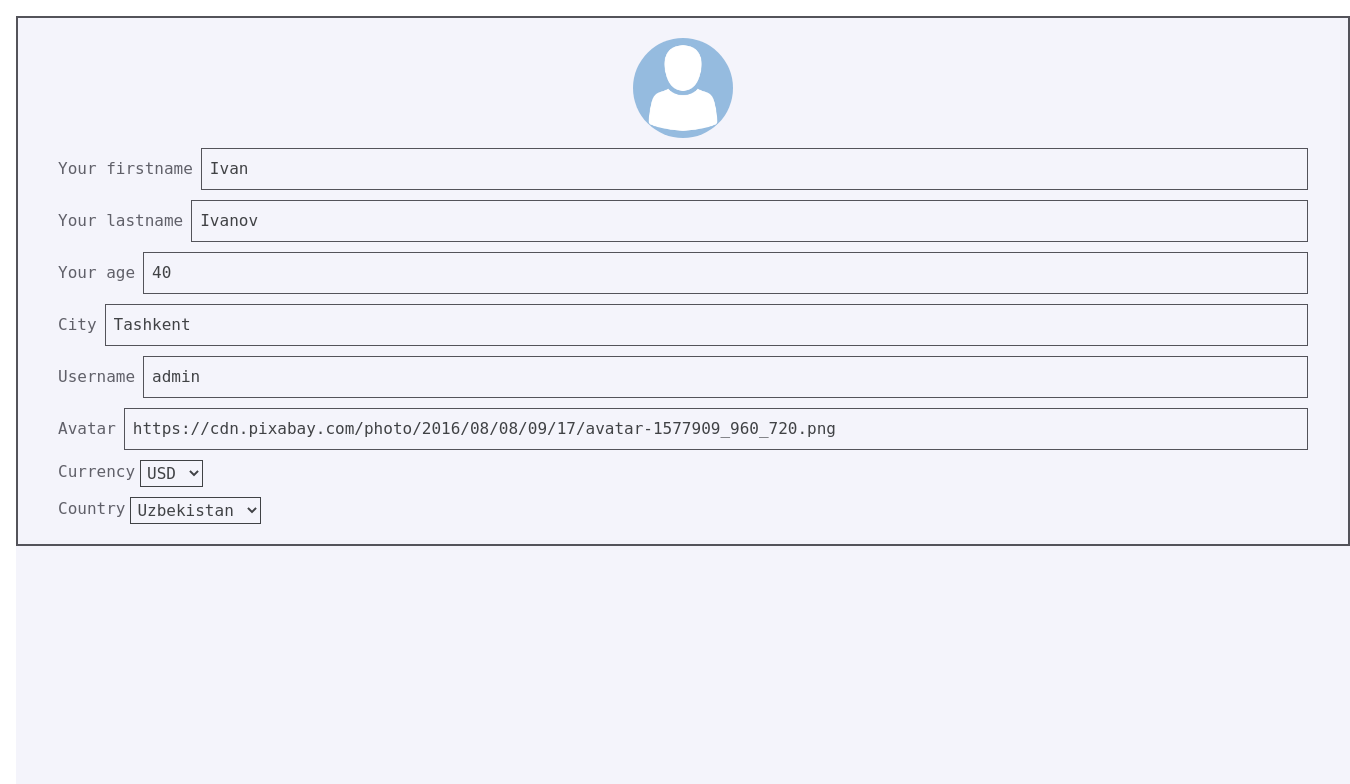 Your firstname Ivan
Your lastname Ivanov
Your age 40
City Tashkent
Username admin
Avatar https://cdn.pixabay.com/photo/2016/08/08/09/17/avatar-1577909_960_720.png
Currency USD
Country Uzbekistan